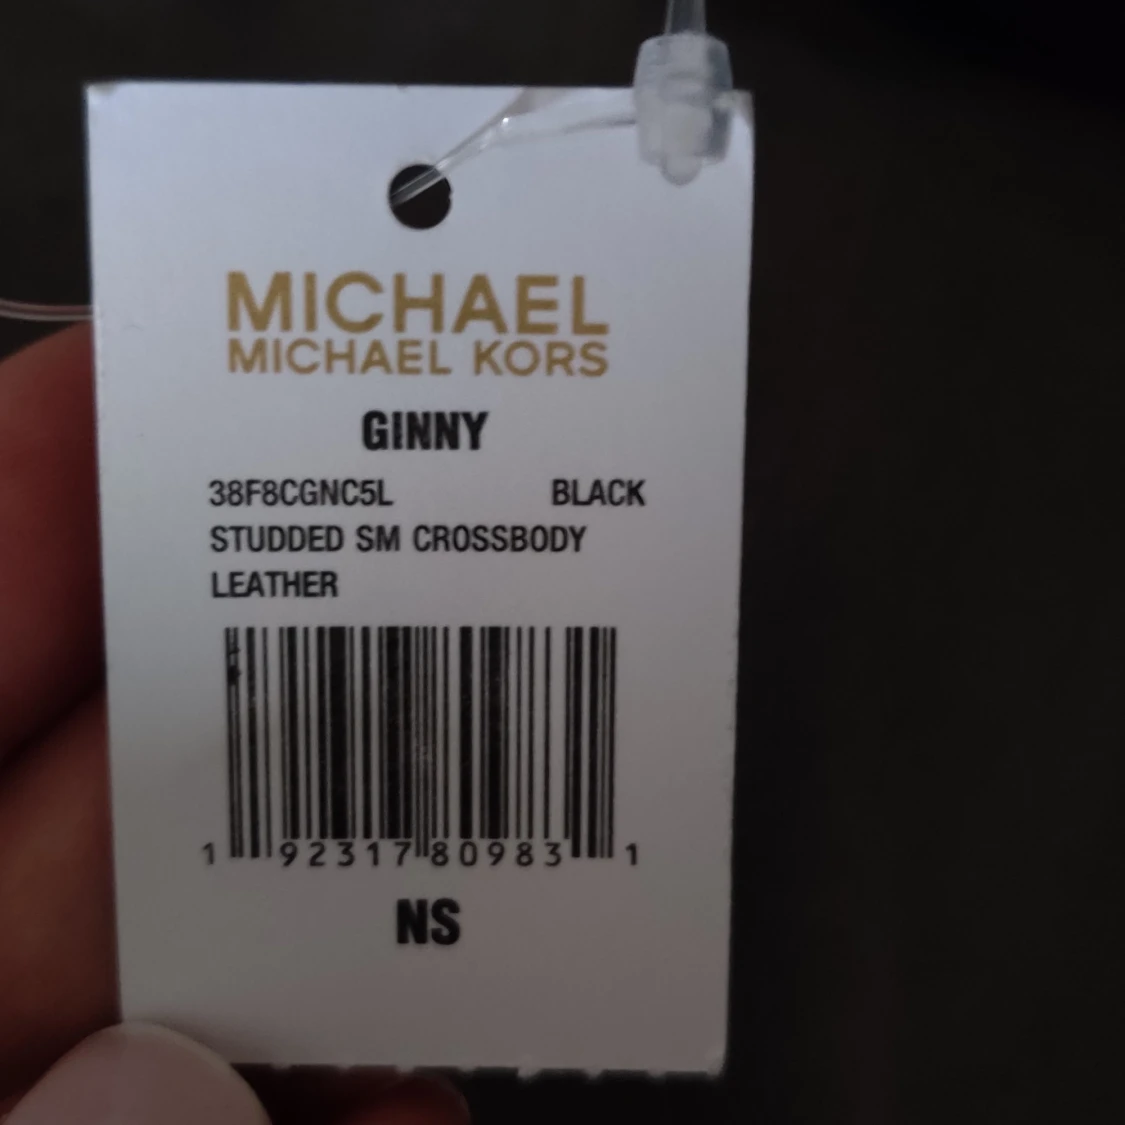 MICHAEL
MICHAEL KORS
GINNY
38F8CGNC5L BLACK
STUDDED SM CROSSBODY
LEATHER
1 92317 80983 1
NS